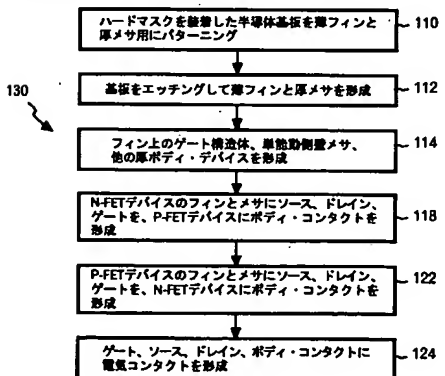 ハードマスクを装着した半導体基板を薄フィンと
厚メサ用にパターニング
110
130
基板をエッチングして薄フィンと厚メサを形成
112
フィン上のゲート構造体、単能動側壁メサ、
他の厚ボディ・デバイスを形成
114
N-FETデバイスのフィンとメサにソース、ドレイン、
ゲートを、P-FETデバイスにボディ・コンタクトを
形成
118
P-FETデバイスのフィンとメサにソース、ドレイン、
ゲートを、N-FETデバイスにボディ・コンタクトを
形成
122
ゲート、ソース、ドレイン、ボディ・コンタクトに
電気コンタクトを形成
124